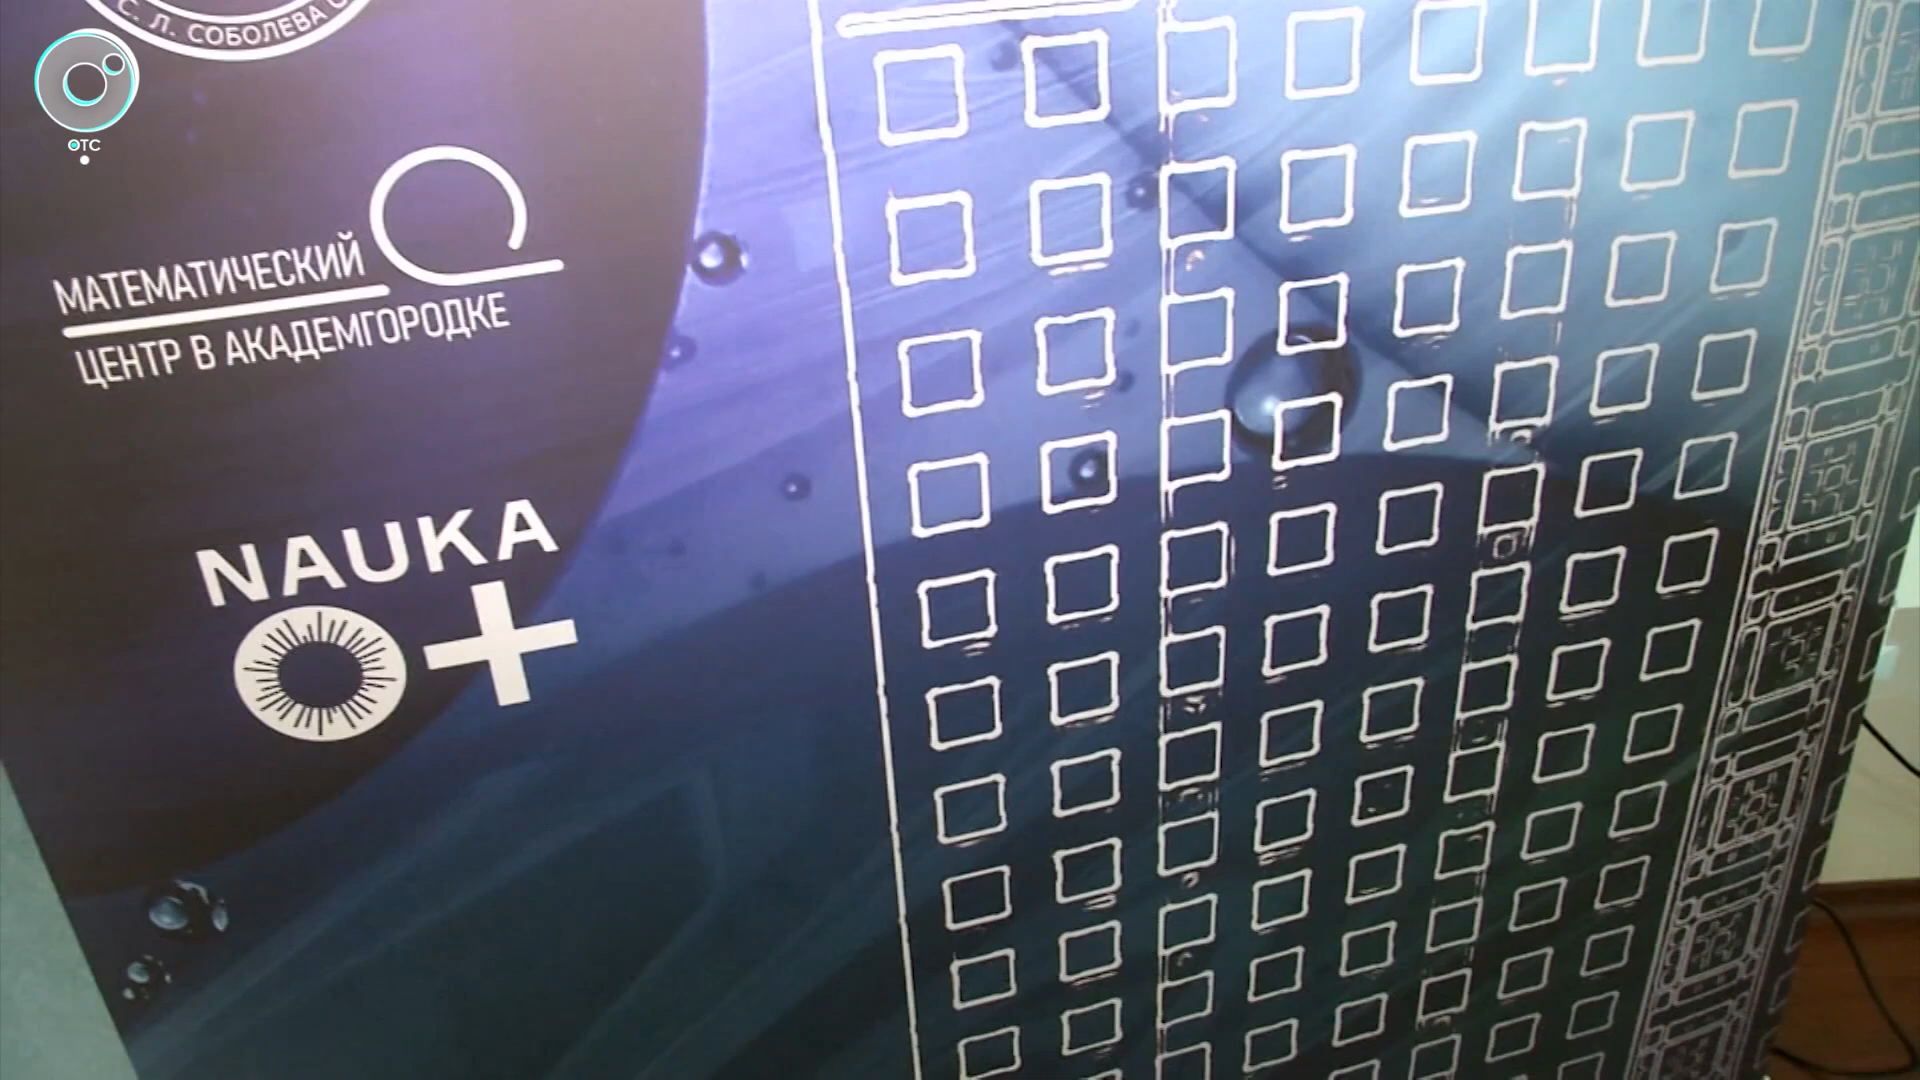 С. Л. СОБОЛЕВА
ОТС
МАТЕМАТИЧЕСКИЙ
ЦЕНТР В АКАДЕМГОРОДКЕ
NAUKA
0+